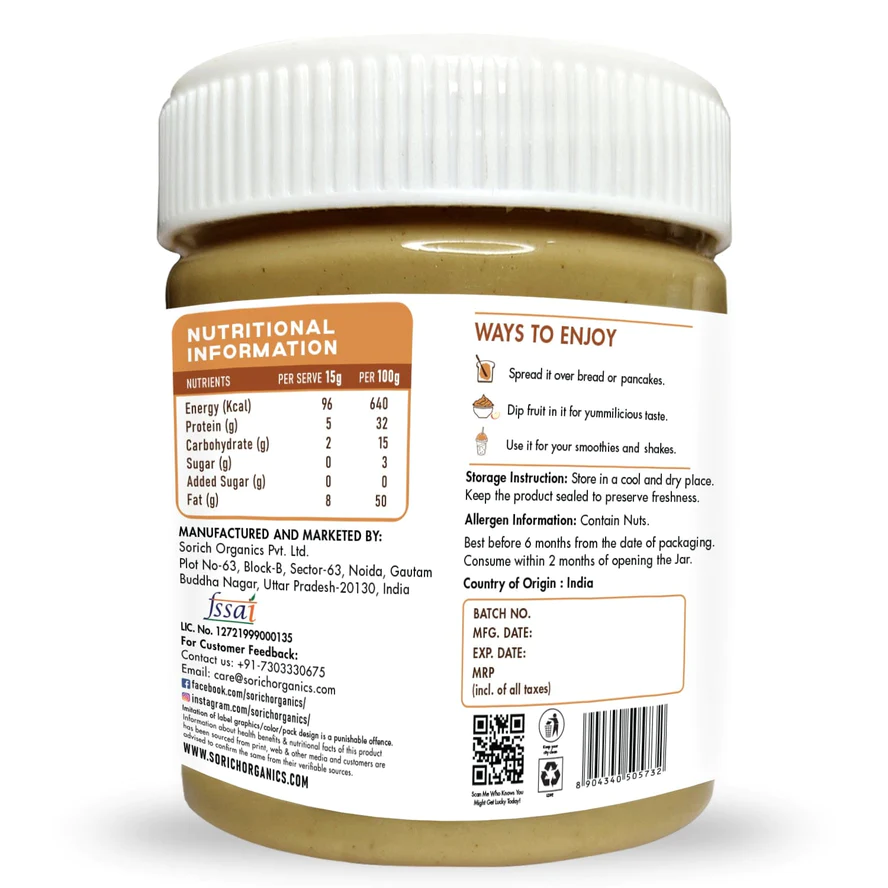 NUTRITIONAL
INFORMATION
NUTRIENTS PER SERVE 15g PER 100g
Energy (Kcal) 96 640
Protein (g) 5 32
Carbohydrate (g) 2 15
Sugar (g) 0 3
Added Sugar (g) 0 0
Fat (g) 8 50
MANUFACTURED AND MARKETED BY:
Sorich Organics Pvt. Ltd.
Plot No-63, Block-B, Sector-63, Noida, Gautam
Buddha Nagar, Uttar Pradesh-20130, India
fssai
LIC. No. 12721999000135
For Customer Feedback:
Contact us: +91-7303330675
Email: care@sorichorganics.com
facebook.com/sorichorganics/
instagram.com/sorichorganics/
Imitation of label graphics/color/pack design is a punishable offence.
Information about health benefits & nutritional facts of this product
has been sourced from print, web & other media and customers are
advised to confirm the same from their verifiable sources.
WWW.SORICHORGANICS.COM
WAYS TO ENJOY
Spread it over bread or pancakes.
Dip fruit in it for yummilicious taste.
Use it for your smoothies and shakes.
Storage Instruction: Store in a cool and dry place.
Keep the product sealed to preserve freshness.
Allergen Information: Contain Nuts.
Best before 6 months from the date of packaging.
Consume within 2 months of opening the Jar.
Country of Origin : India
BATCH NO.
MFG. DATE:
EXP. DATE:
MRP
(incl. of all taxes)
Scan Me Who Knows You
Might Get Lucky Today!
8 904340 505732